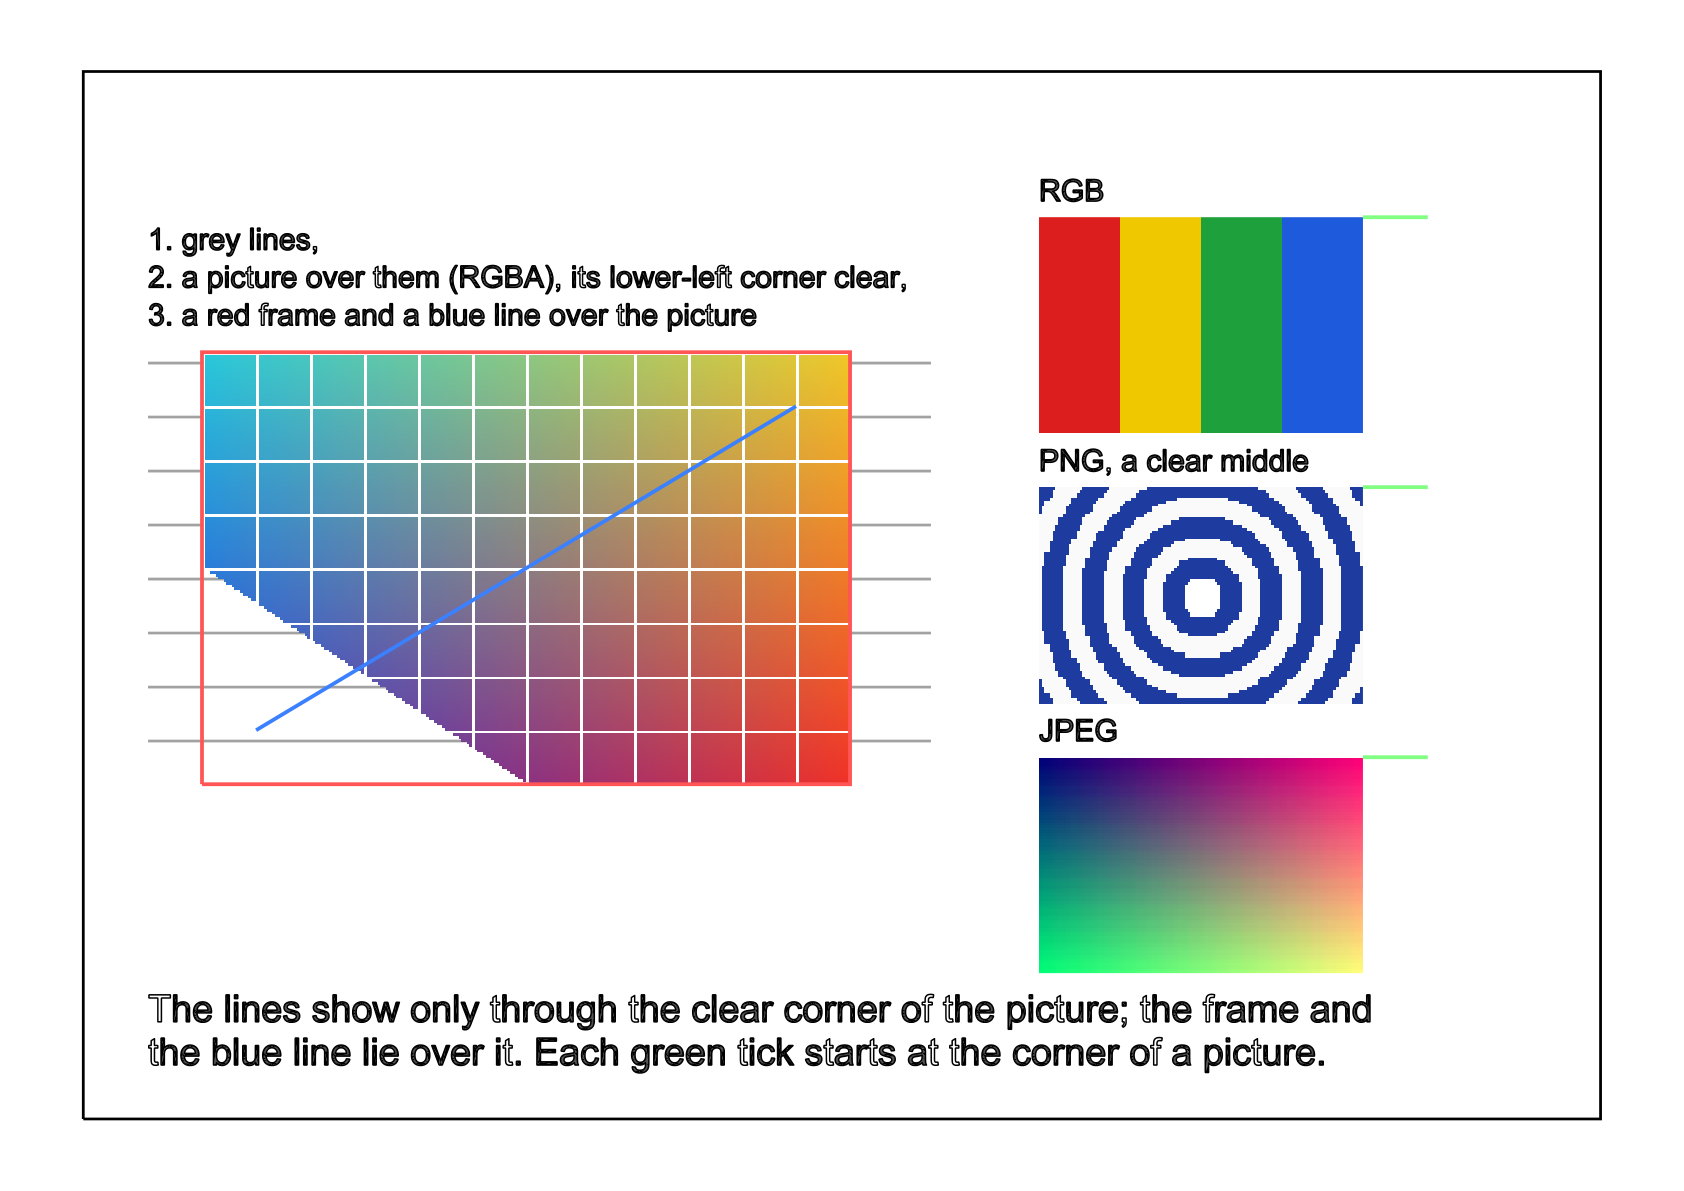 1. grey lines,
2. a picture over them (RGBA), its lower-left corner clear,
3. a red frame and a blue line over the picture
RGB
PNG, a clear middle
JPEG
The lines show only through the clear corner of the picture; the frame and
the blue line lie over it. Each green tick starts at the corner of a picture.